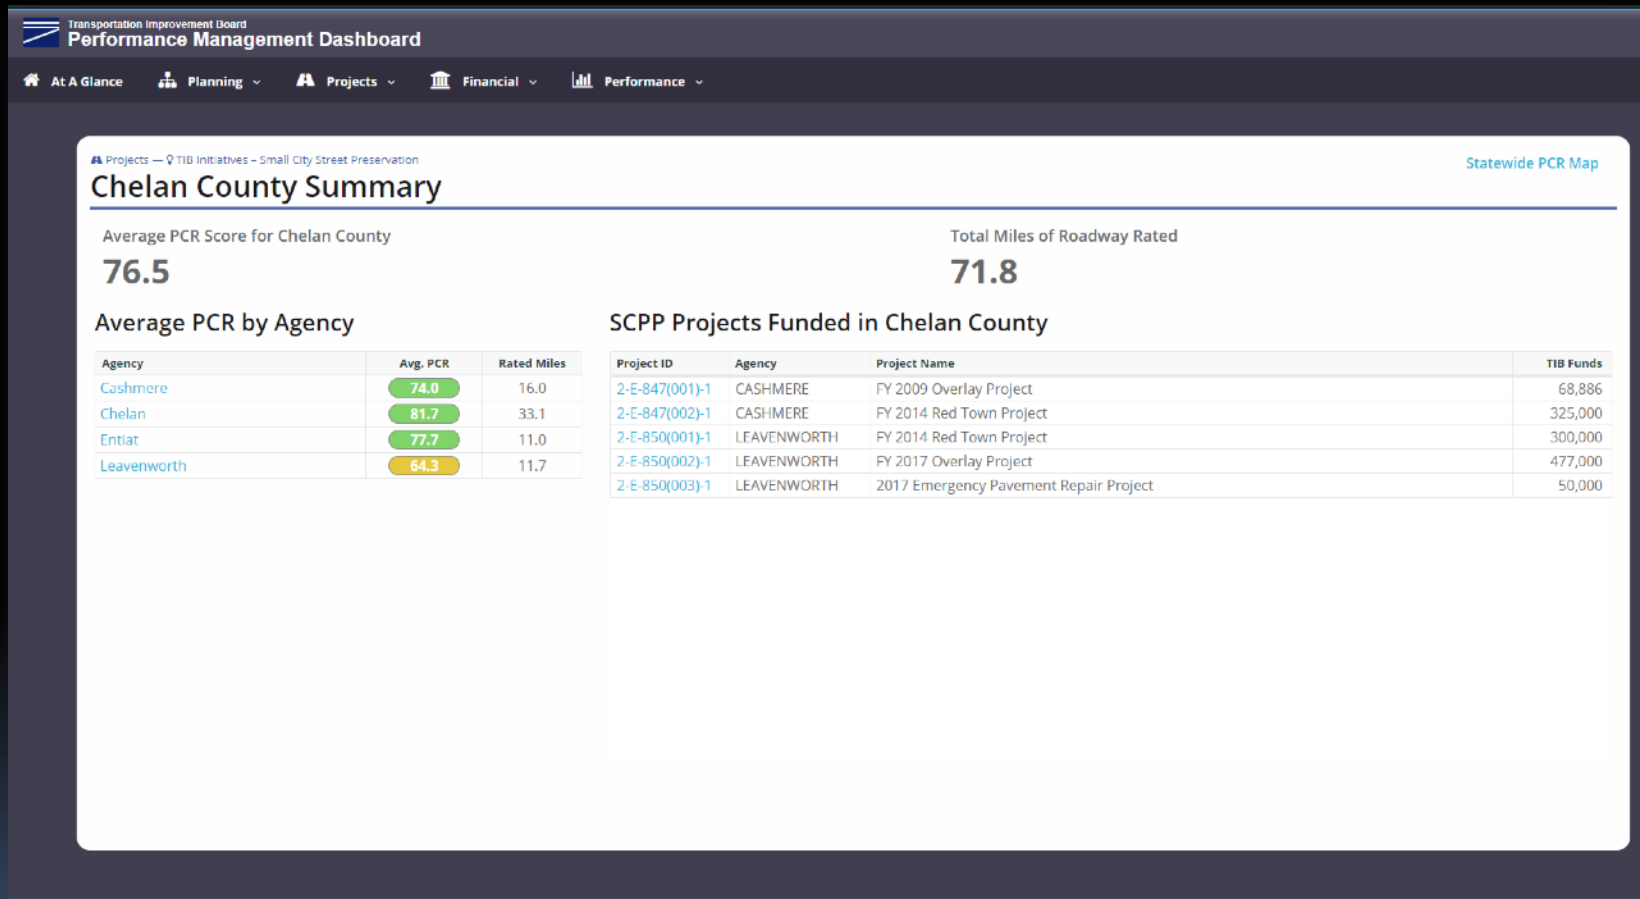 Transportation Improvement Board
Performance Management Dashboard
At A Glance Planning Projects Financial Performance
Projects — TIB Initiatives – Small City Street Preservation
Statewide PCR Map
Chelan County Summary
Average PCR Score for Chelan County
76.5
Total Miles of Roadway Rated
71.8
Average PCR by Agency
Agency Avg. PCR Rated Miles
Cashmere 74.0 16.0
Chelan 81.7 33.1
Entiat 77.7 11.0
Leavenworth 64.3 11.7
SCPP Projects Funded in Chelan County
Project ID Agency Project Name TIB Funds
2-E-847(001)-1 CASHMERE FY 2009 Overlay Project 68,886
2-E-847(002)-1 CASHMERE FY 2014 Red Town Project 325,000
2-E-850(001)-1 LEAVENWORTH FY 2014 Red Town Project 300,000
2-E-850(002)-1 LEAVENWORTH FY 2017 Overlay Project 477,000
2-E-850(003)-1 LEAVENWORTH 2017 Emergency Pavement Repair Project 50,000